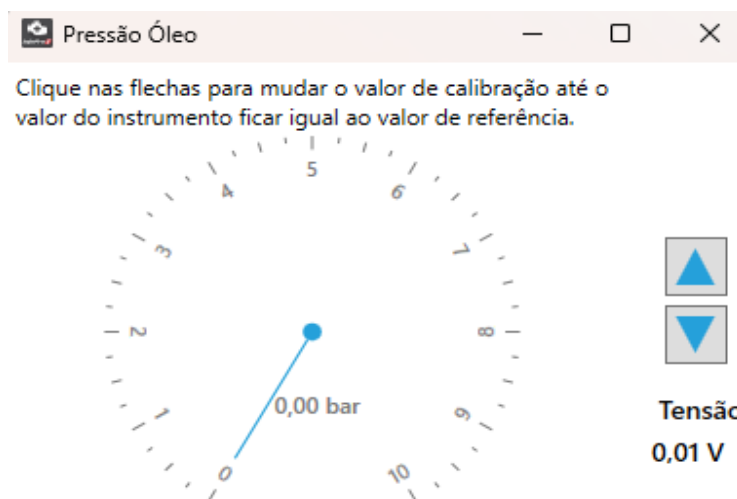 Pressão Óleo
Clique nas flechas para mudar o valor de calibração até o
valor do instrumento ficar igual ao valor de referência.
5
4
6
3
7
2
8
0,00 bar
1
9
Tensão
0,01 V
0
10